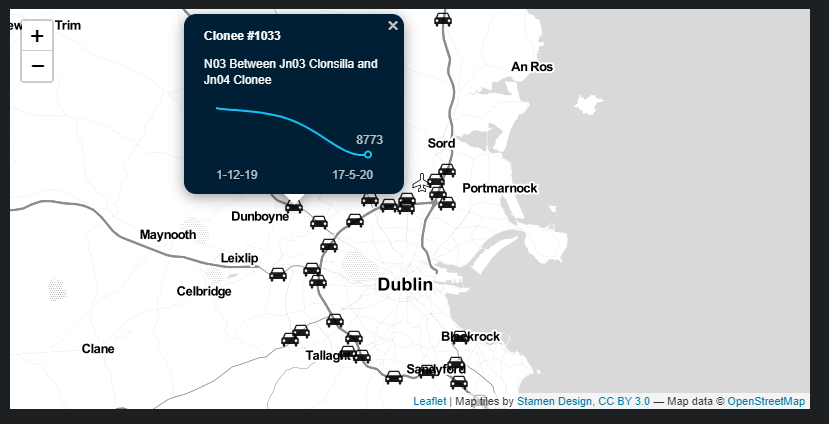 ew
Trim
+
−
×
Clonee #1033
N03 Between Jn03 Clonsilla and
Jn04 Clonee
8773
1-12-19
17-5-20
An Ros
Sord
Portmarnock
Dunboyne
Maynooth
Leixlip
Celbridge
Dublin
Clane
Blackrock
Tallaght
Sandyford
Leaflet | Map tiles by Stamen Design, CC BY 3.0 — Map data © OpenStreetMap